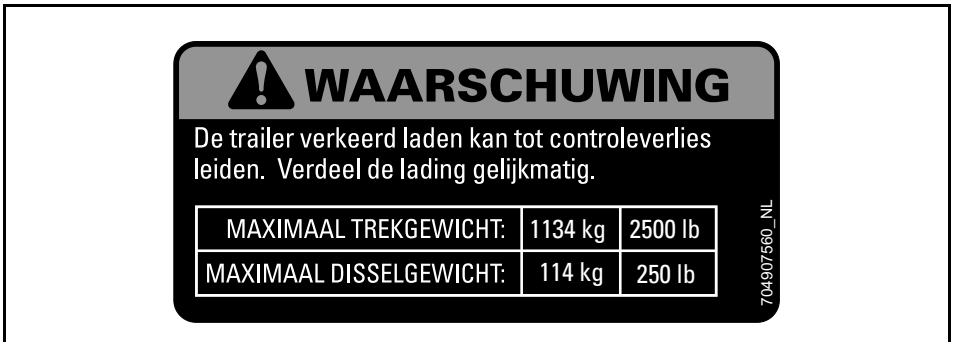 WAARSCHUWING
De trailer verkeerd laden kan tot controleverlies
leiden.  Verdeel de lading gelijkmatig.
MAXIMAAL TREKGEWICHT: 1134 kg 2500 lb
MAXIMAAL DISSELGEWICHT: 114 kg 250 lb
704907560_NL